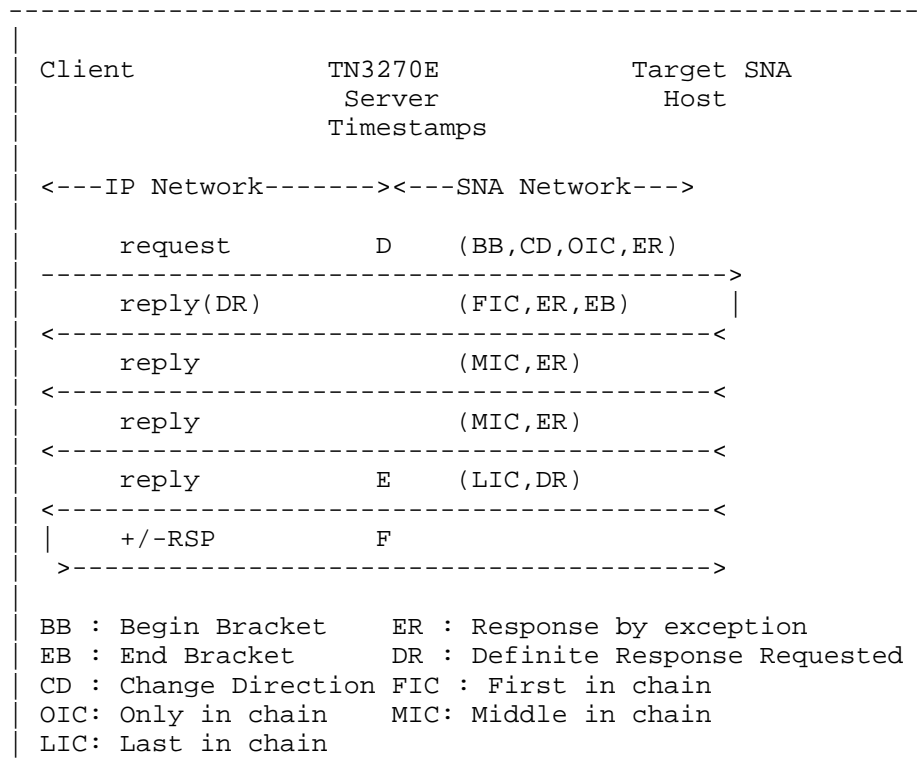 ------------------------------------------------------------
|
| Client            TN3270E              Target SNA
|                    Server                Host
|                   Timestamps
|
| <---IP Network-------><---SNA Network--->
|
|      request         D    (BB,CD,OIC,ER)
| ------------------------------------------->
|      reply(DR)            (FIC,ER,EB)      |
| <-----------------------------------------<
|      reply                (MIC,ER)
| <-----------------------------------------<
|      reply                (MIC,ER)
| <-----------------------------------------<
|      reply           E    (LIC,DR)
| <-----------------------------------------<
| |    +/-RSP          F
|  >---------------------------------------->
|
| BB : Begin Bracket    ER : Response by exception
| EB : End Bracket      DR : Definite Response Requested
| CD : Change Direction FIC : First in chain
| OIC: Only in chain    MIC: Middle in chain
| LIC: Last in chain